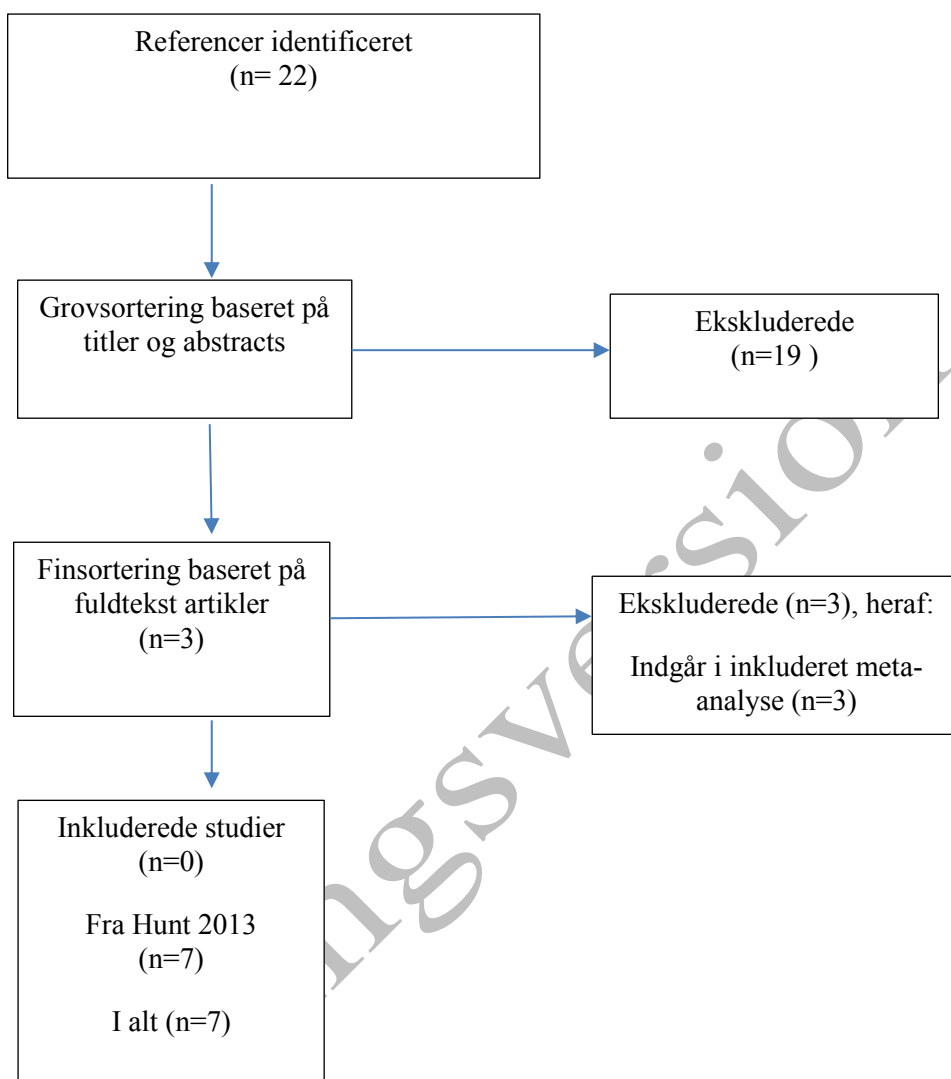 Referencer identificeret
(n= 22)
Grovsortering baseret på
titler og abstracts
Ekskluderede
(n=19 )
Finsortering baseret på
fuldtekst artikler
(n=3)
Ekskluderede (n=3), heraf:
Indgår i inkluderet meta-
analyse (n=3)
Inkluderede studier
(n=0)
Fra Hunt 2013
(n=7)
I alt (n=7)